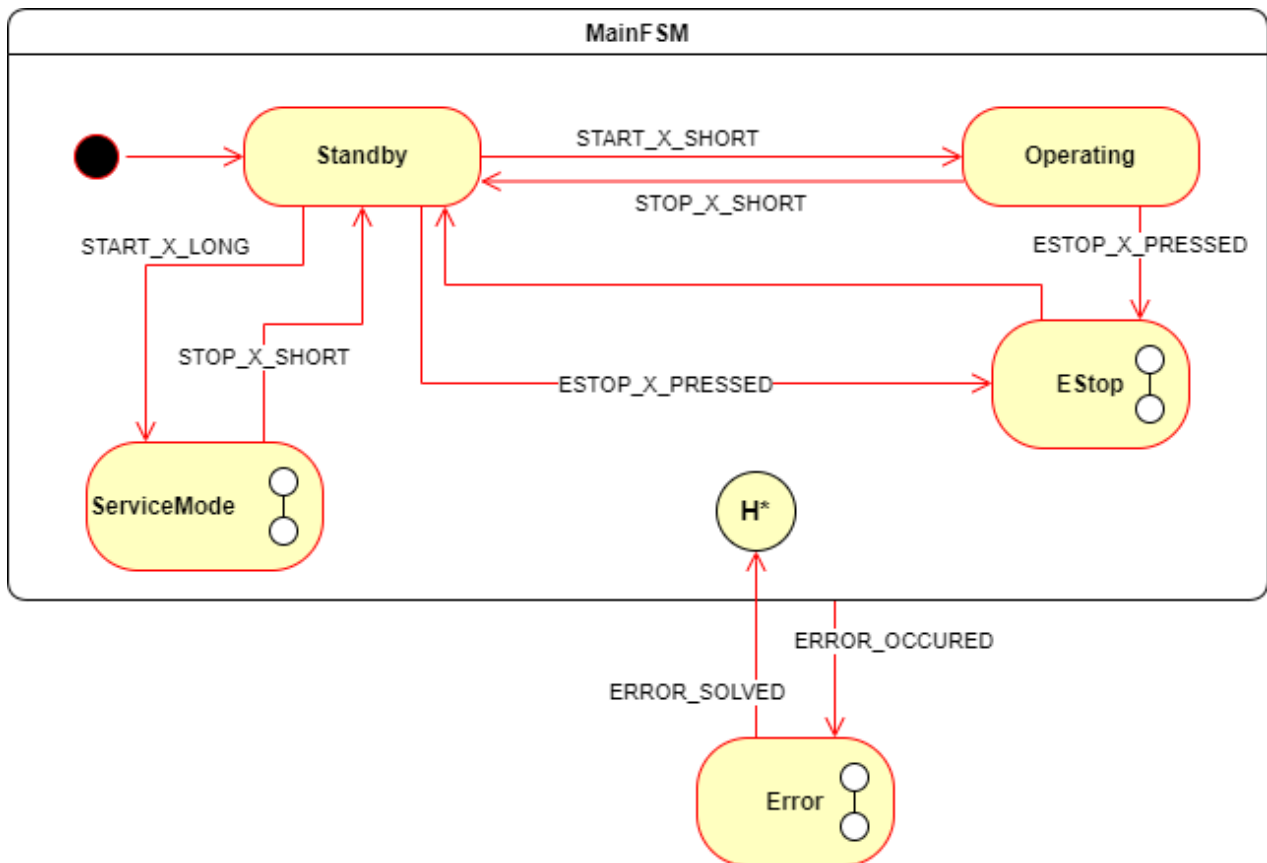 MainFSM
Standby
START_X_SHORT
Operating
STOP_X_SHORT
START_X_LONG
ESTOP_X_PRESSED
STOP_X_SHORT
ESTOP_X_PRESSED
EStop
ServiceMode
H*
ERROR_OCCURED
ERROR_SOLVED
Error